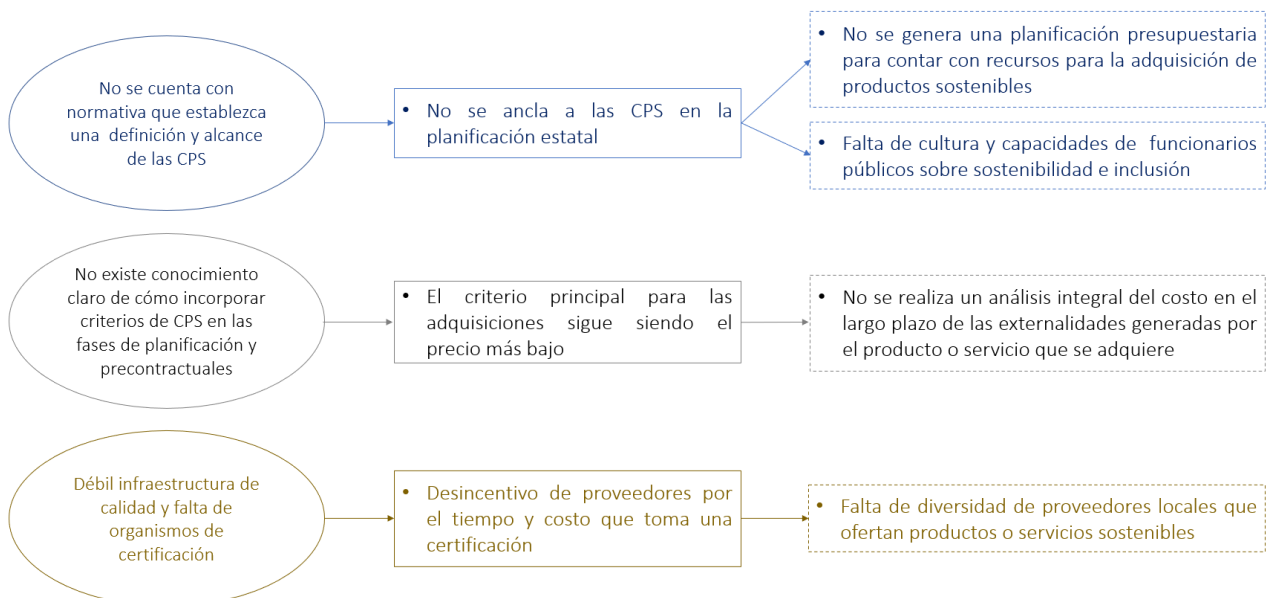 No se cuenta con
normativa que establezca
una definición y alcance
de las CPS
• No se ancla a las CPS en la
planificación estatal
• No se genera una planificación presupuestaria
para contar con recursos para la adquisición de
productos sostenibles
• Falta de cultura y capacidades de funcionarios
públicos sobre sostenibilidad e inclusión
No existe conocimiento
claro de cómo incorporar
criterios de CPS en las
fases de planificación y
precontractuales
• El criterio principal para las
adquisiciones sigue siendo el
precio más bajo
• No se realiza un análisis integral del costo en el
largo plazo de las externalidades generadas por
el producto o servicio que se adquiere
Débil infraestructura de
calidad y falta de
organismos de
certificación
• Desincentivo de proveedores por
el tiempo y costo que toma una
certificación
• Falta de diversidad de proveedores locales que
ofertan productos o servicios sostenibles